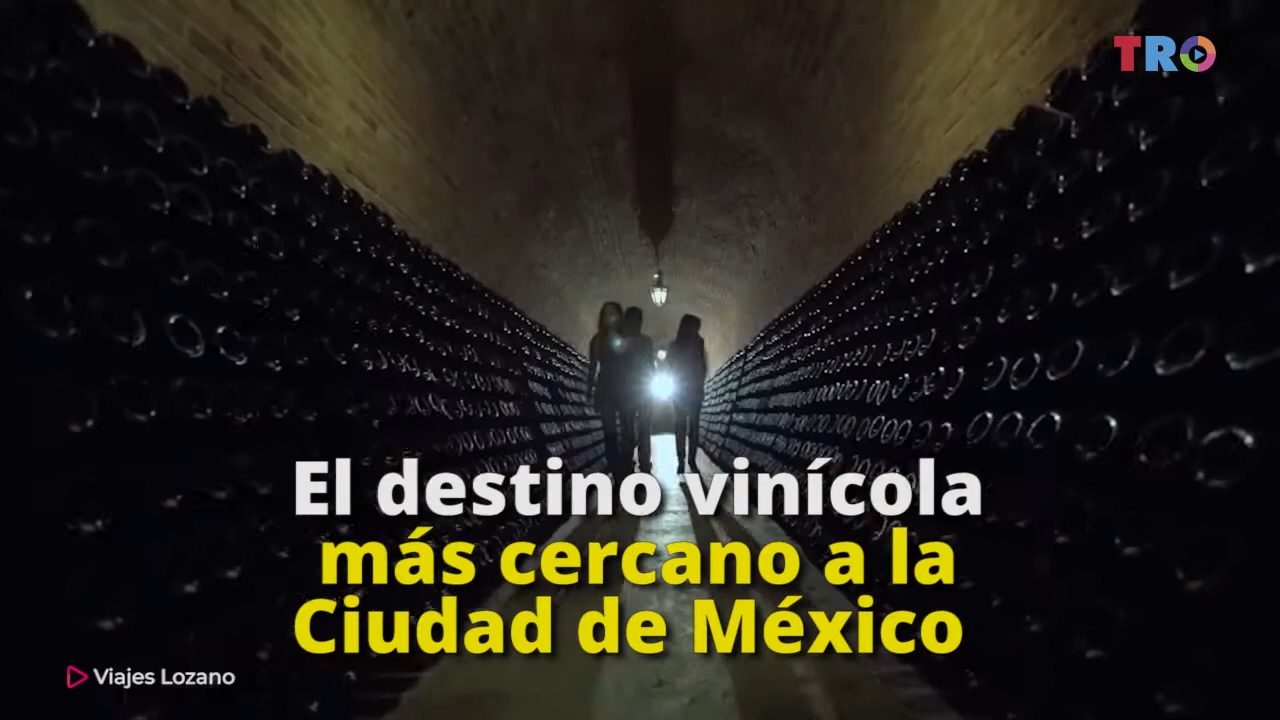 TRO
El destino vinícola
más cercano a la
Ciudad de México
Viajes Lozano